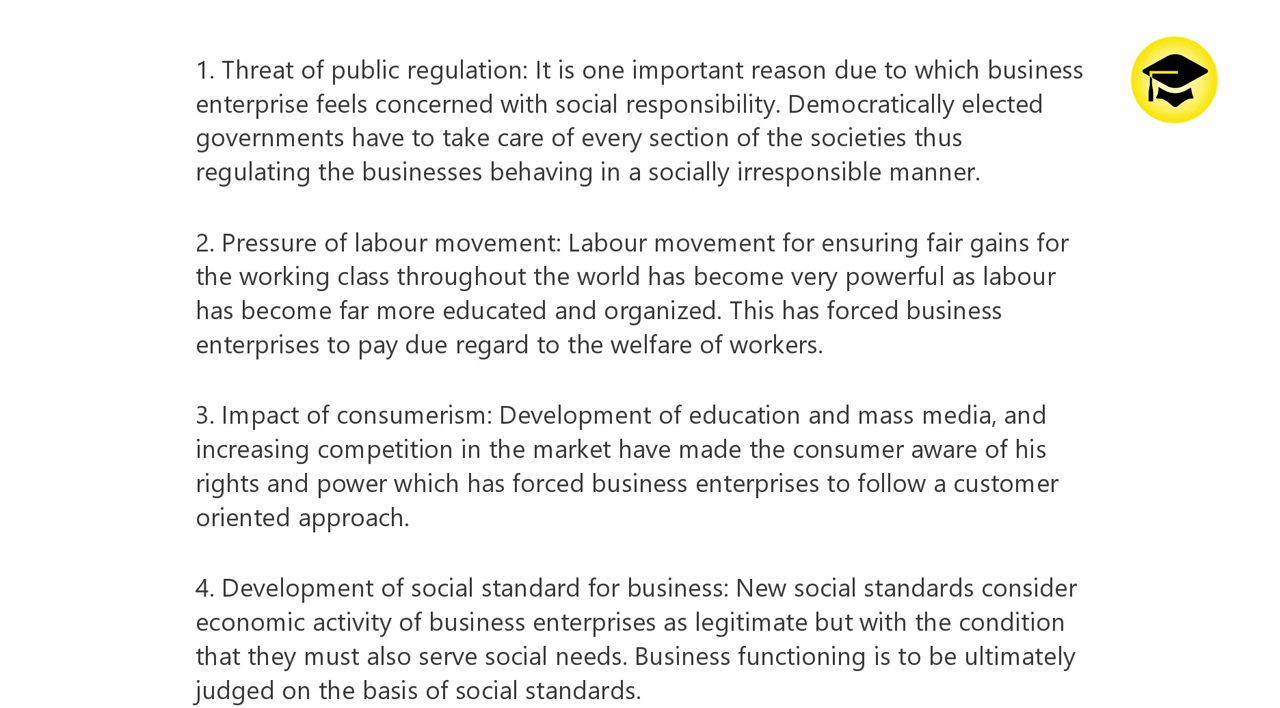 1. Threat of public regulation: It is one important reason due to which business
enterprise feels concerned with social responsibility. Democratically elected
governments have to take care of every section of the societies thus
regulating the businesses behaving in a socially irresponsible manner.
2. Pressure of labour movement: Labour movement for ensuring fair gains for
the working class throughout the world has become very powerful as labour
has become far more educated and organized. This has forced business
enterprises to pay due regard to the welfare of workers.
3. Impact of consumerism: Development of education and mass media, and
increasing competition in the market have made the consumer aware of his
rights and power which has forced business enterprises to follow a customer
oriented approach.
4. Development of social standard for business: New social standards consider
economic activity of business enterprises as legitimate but with the condition
that they must also serve social needs. Business functioning is to be ultimately
judged on the basis of social standards.